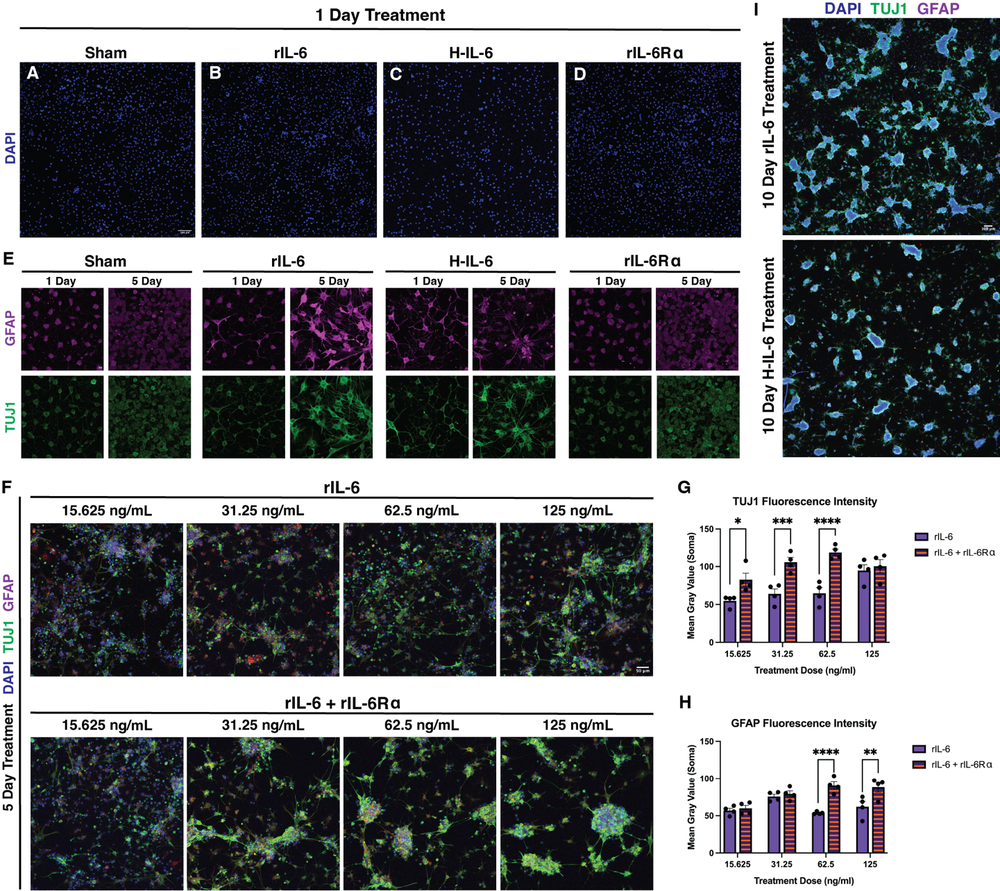 1 Day Treatment
Sham rIL-6 H-IL-6 rIL-6Rα
A B C D
DAPI
100 µm
E
Sham rIL-6 H-IL-6 rIL-6Rα
1 Day 5 Day 1 Day 5 Day 1 Day 5 Day 1 Day 5 Day
GFAP
TUJ1
I
DAPI TUJ1 GFAP
10 Day rIL-6 Treatment
100 µm
10 Day H-IL-6 Treatment
F
5 Day Treatment DAPI TUJ1 GFAP
rIL-6
15.625 ng/mL 31.25 ng/mL 62.5 ng/mL 125 ng/mL
50 µm
rIL-6 + rIL-6Rα
15.625 ng/mL 31.25 ng/mL 62.5 ng/mL 125 ng/mL
G
TUJ1 Fluorescence Intensity
Mean Gray Value (Soma)
150
100
50
0
* *** ****
15.625 31.25 62.5 125
Treatment Dose (ng/ml)
rIL-6
rIL-6 + rIL-6Rα
H
GFAP Fluorescence Intensity
Mean Gray Value (Soma)
150
100
50
0
**** **
15.625 31.25 62.5 125
Treatment Dose (ng/ml)
rIL-6
rIL-6 + rIL-6Rα